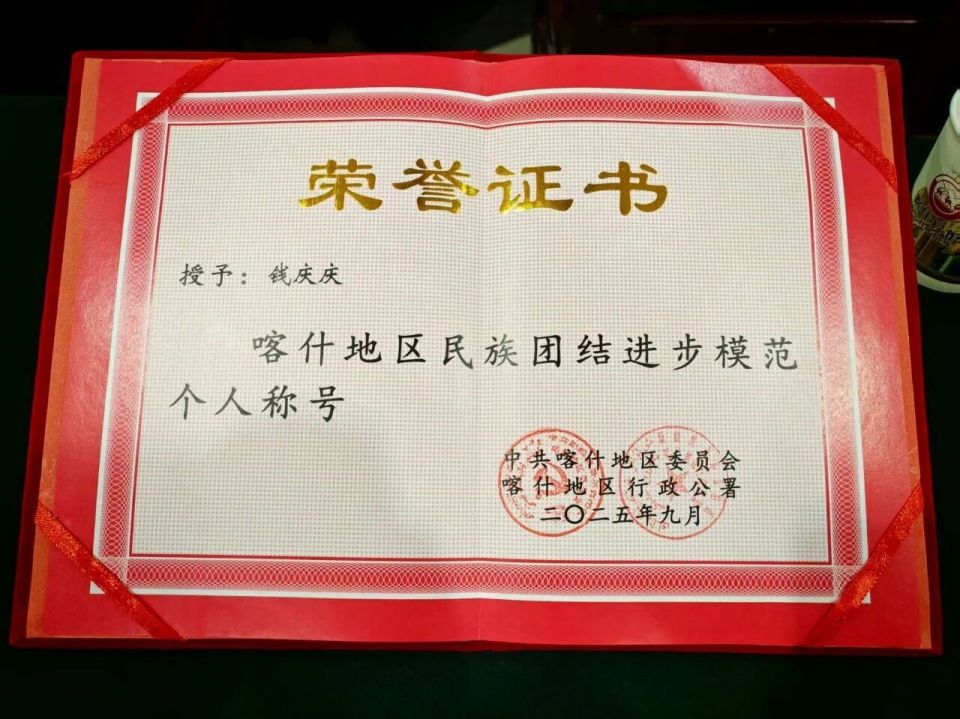 荣誉证书
授予：钱庆庆
喀什地区民族团结进步模范
个人称号
中共喀什地区委员会
喀什地区行政公署
二〇二五年九月